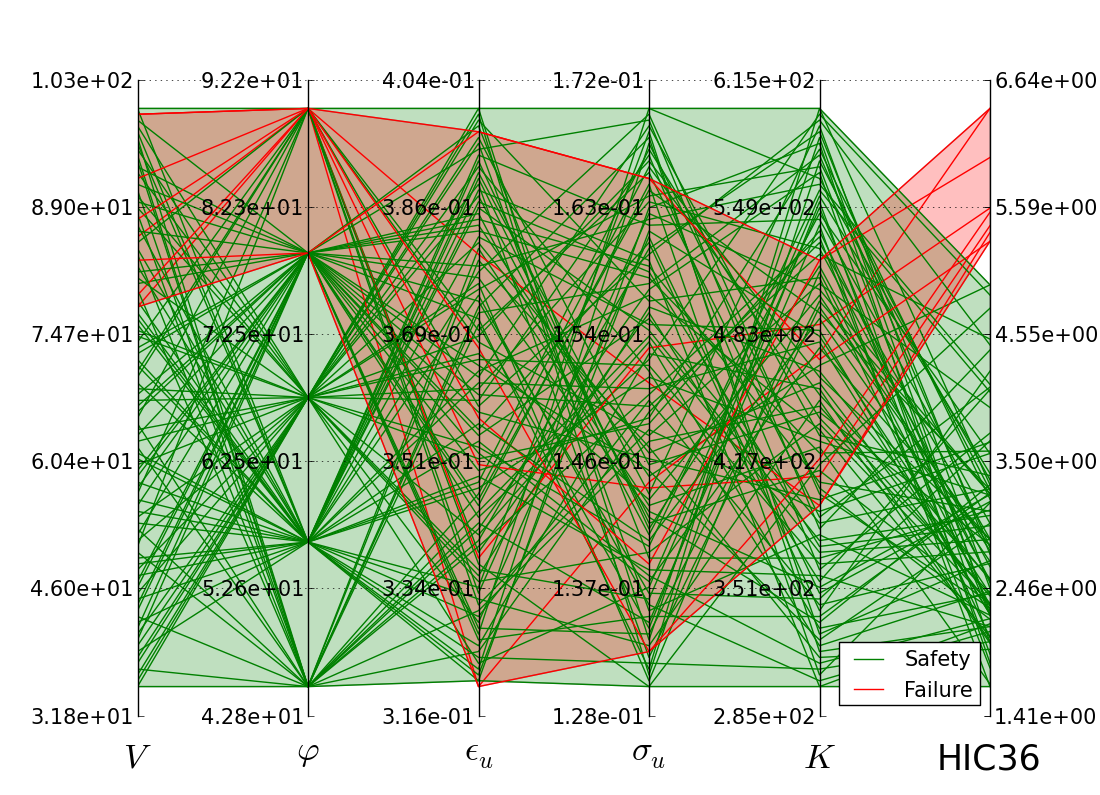 1.03e+02 9.22e+01 4.04e-01 1.72e-01 6.15e+02 6.64e+00
8.90e+01 8.23e+01 3.86e-01 1.63e-01 5.49e+02 5.59e+00
7.47e+01 7.25e+01 3.69e-01 1.54e-01 4.83e+02 4.55e+00
6.04e+01 6.25e+01 3.51e-01 1.46e-01 4.17e+02 3.50e+00
4.60e+01 5.26e+01 3.34e-01 1.37e-01 3.51e+02 2.46e+00
Safety
Failure
3.18e+01 4.28e+01 3.16e-01 1.28e-01 2.85e+02 1.41e+00
V φ ϵu σu K HIC36